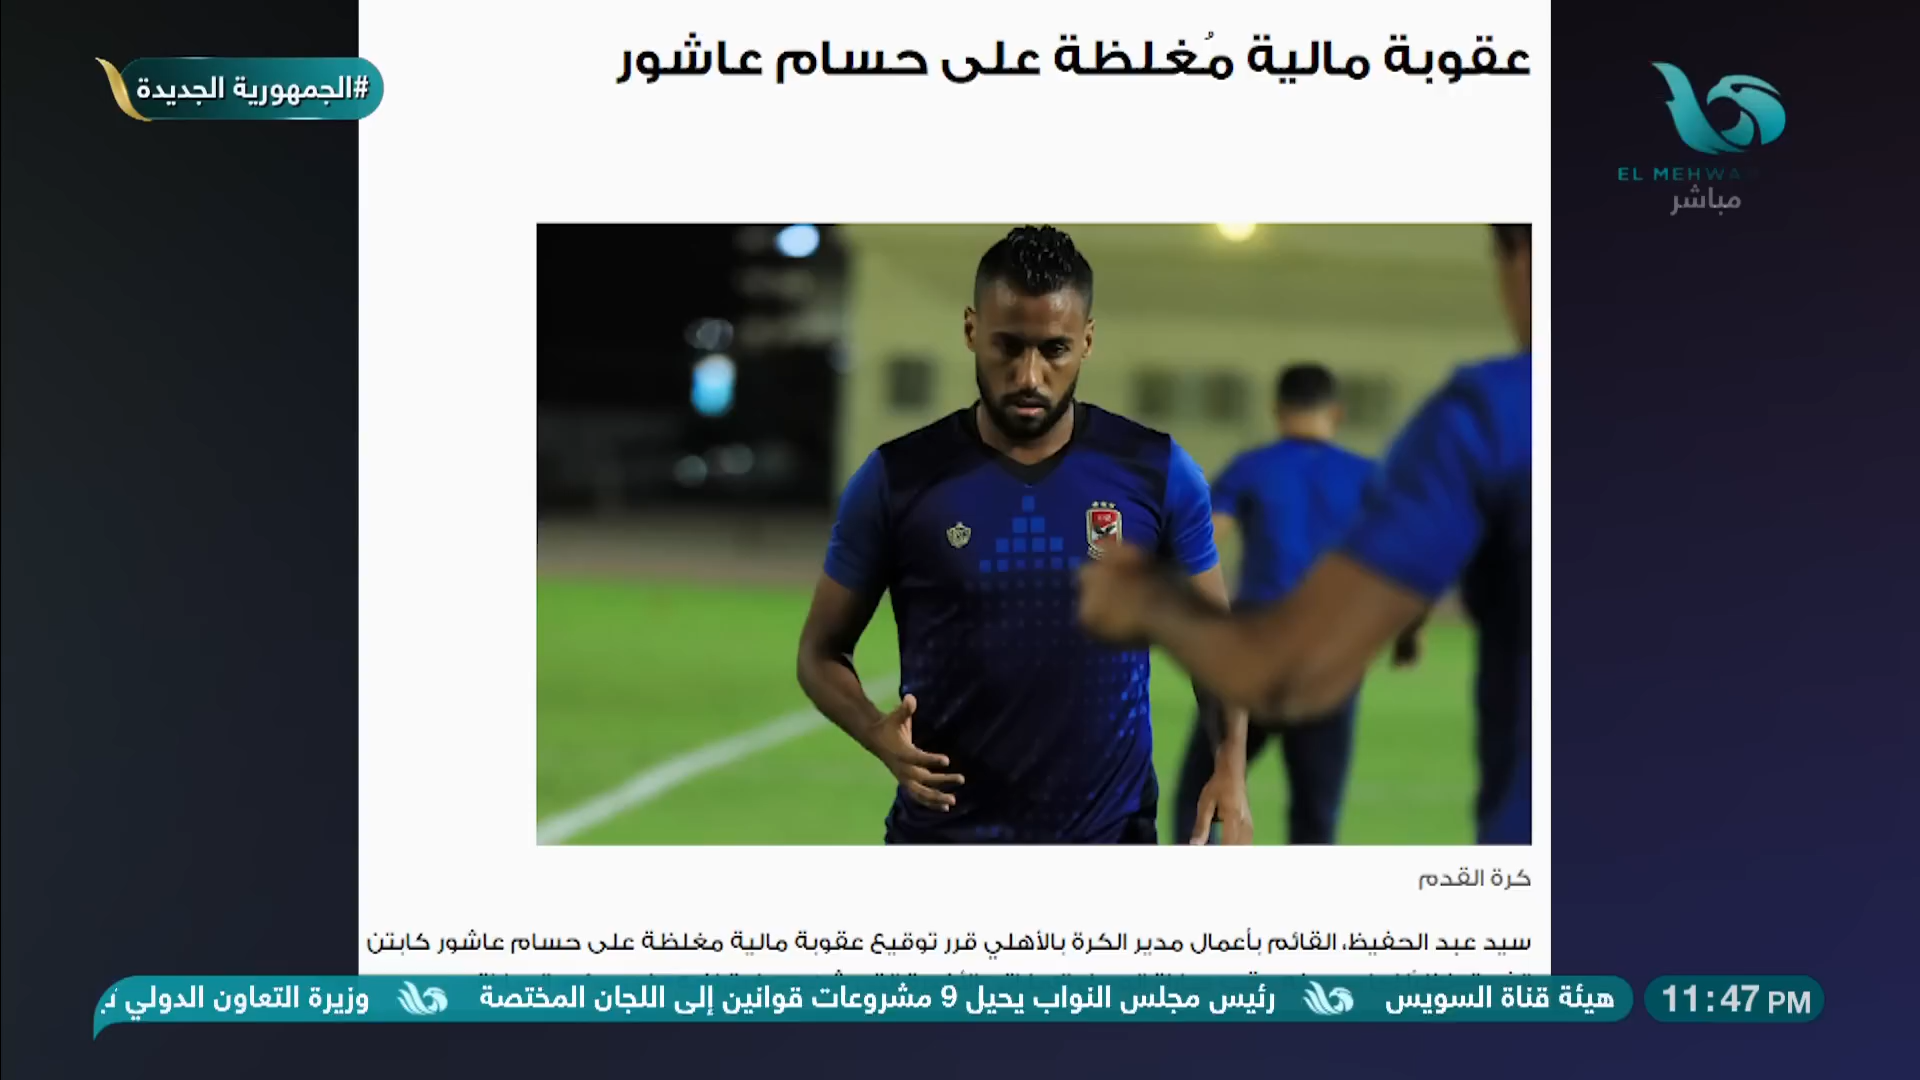 عقوبة مالية مُغلظة على حسام عاشور
#الجمهورية الجديدة
EL MEHWAR
مباشر
كرة القدم
سيد عبد الحفيظ، القائم بأعمال مدير الكرة بالأهلي قرر توقيع عقوبة مالية مغلظة على حسام عاشور كابتن
هيئة قناة السويس رئيس مجلس النواب يحيل 9 مشروعات قوانين إلى اللجان المختصة وزيرة التعاون الدولي
11:47 PM